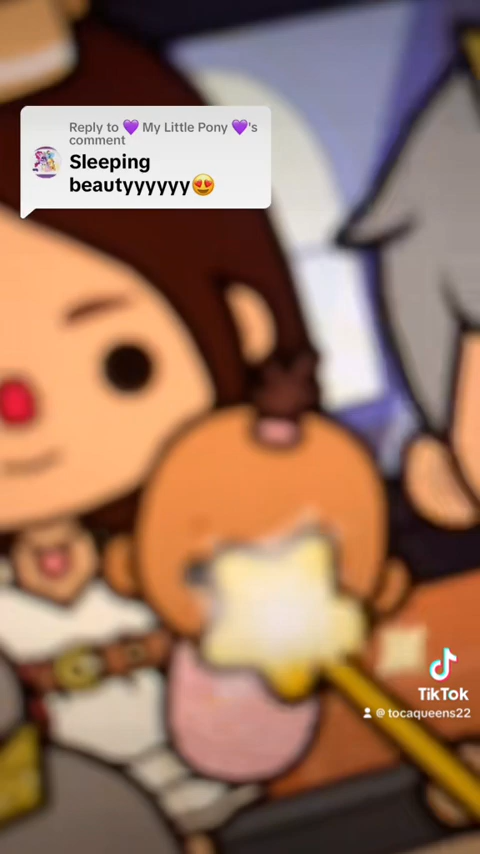 Reply to 💜 My Little Pony 💜's
comment
Sleeping
beautyyyyyy😍
TikTok
@tocaqueens22